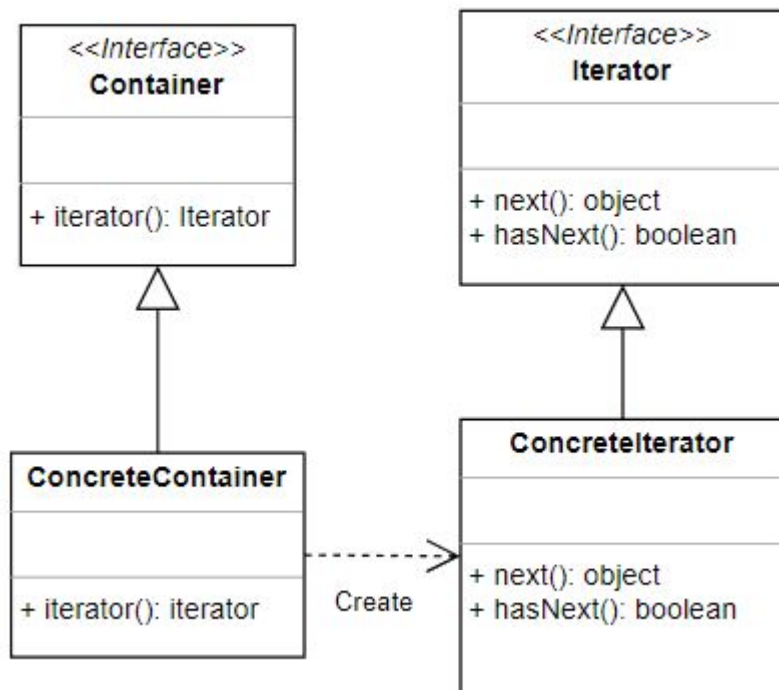 <<Interface>>
Container
+ iterator(): Iterator
<<Interface>>
Iterator
+ next(): object
+ hasNext(): boolean
ConcreteContainer
+ iterator(): iterator
Create
ConcreteIterator
+ next(): object
+ hasNext(): boolean